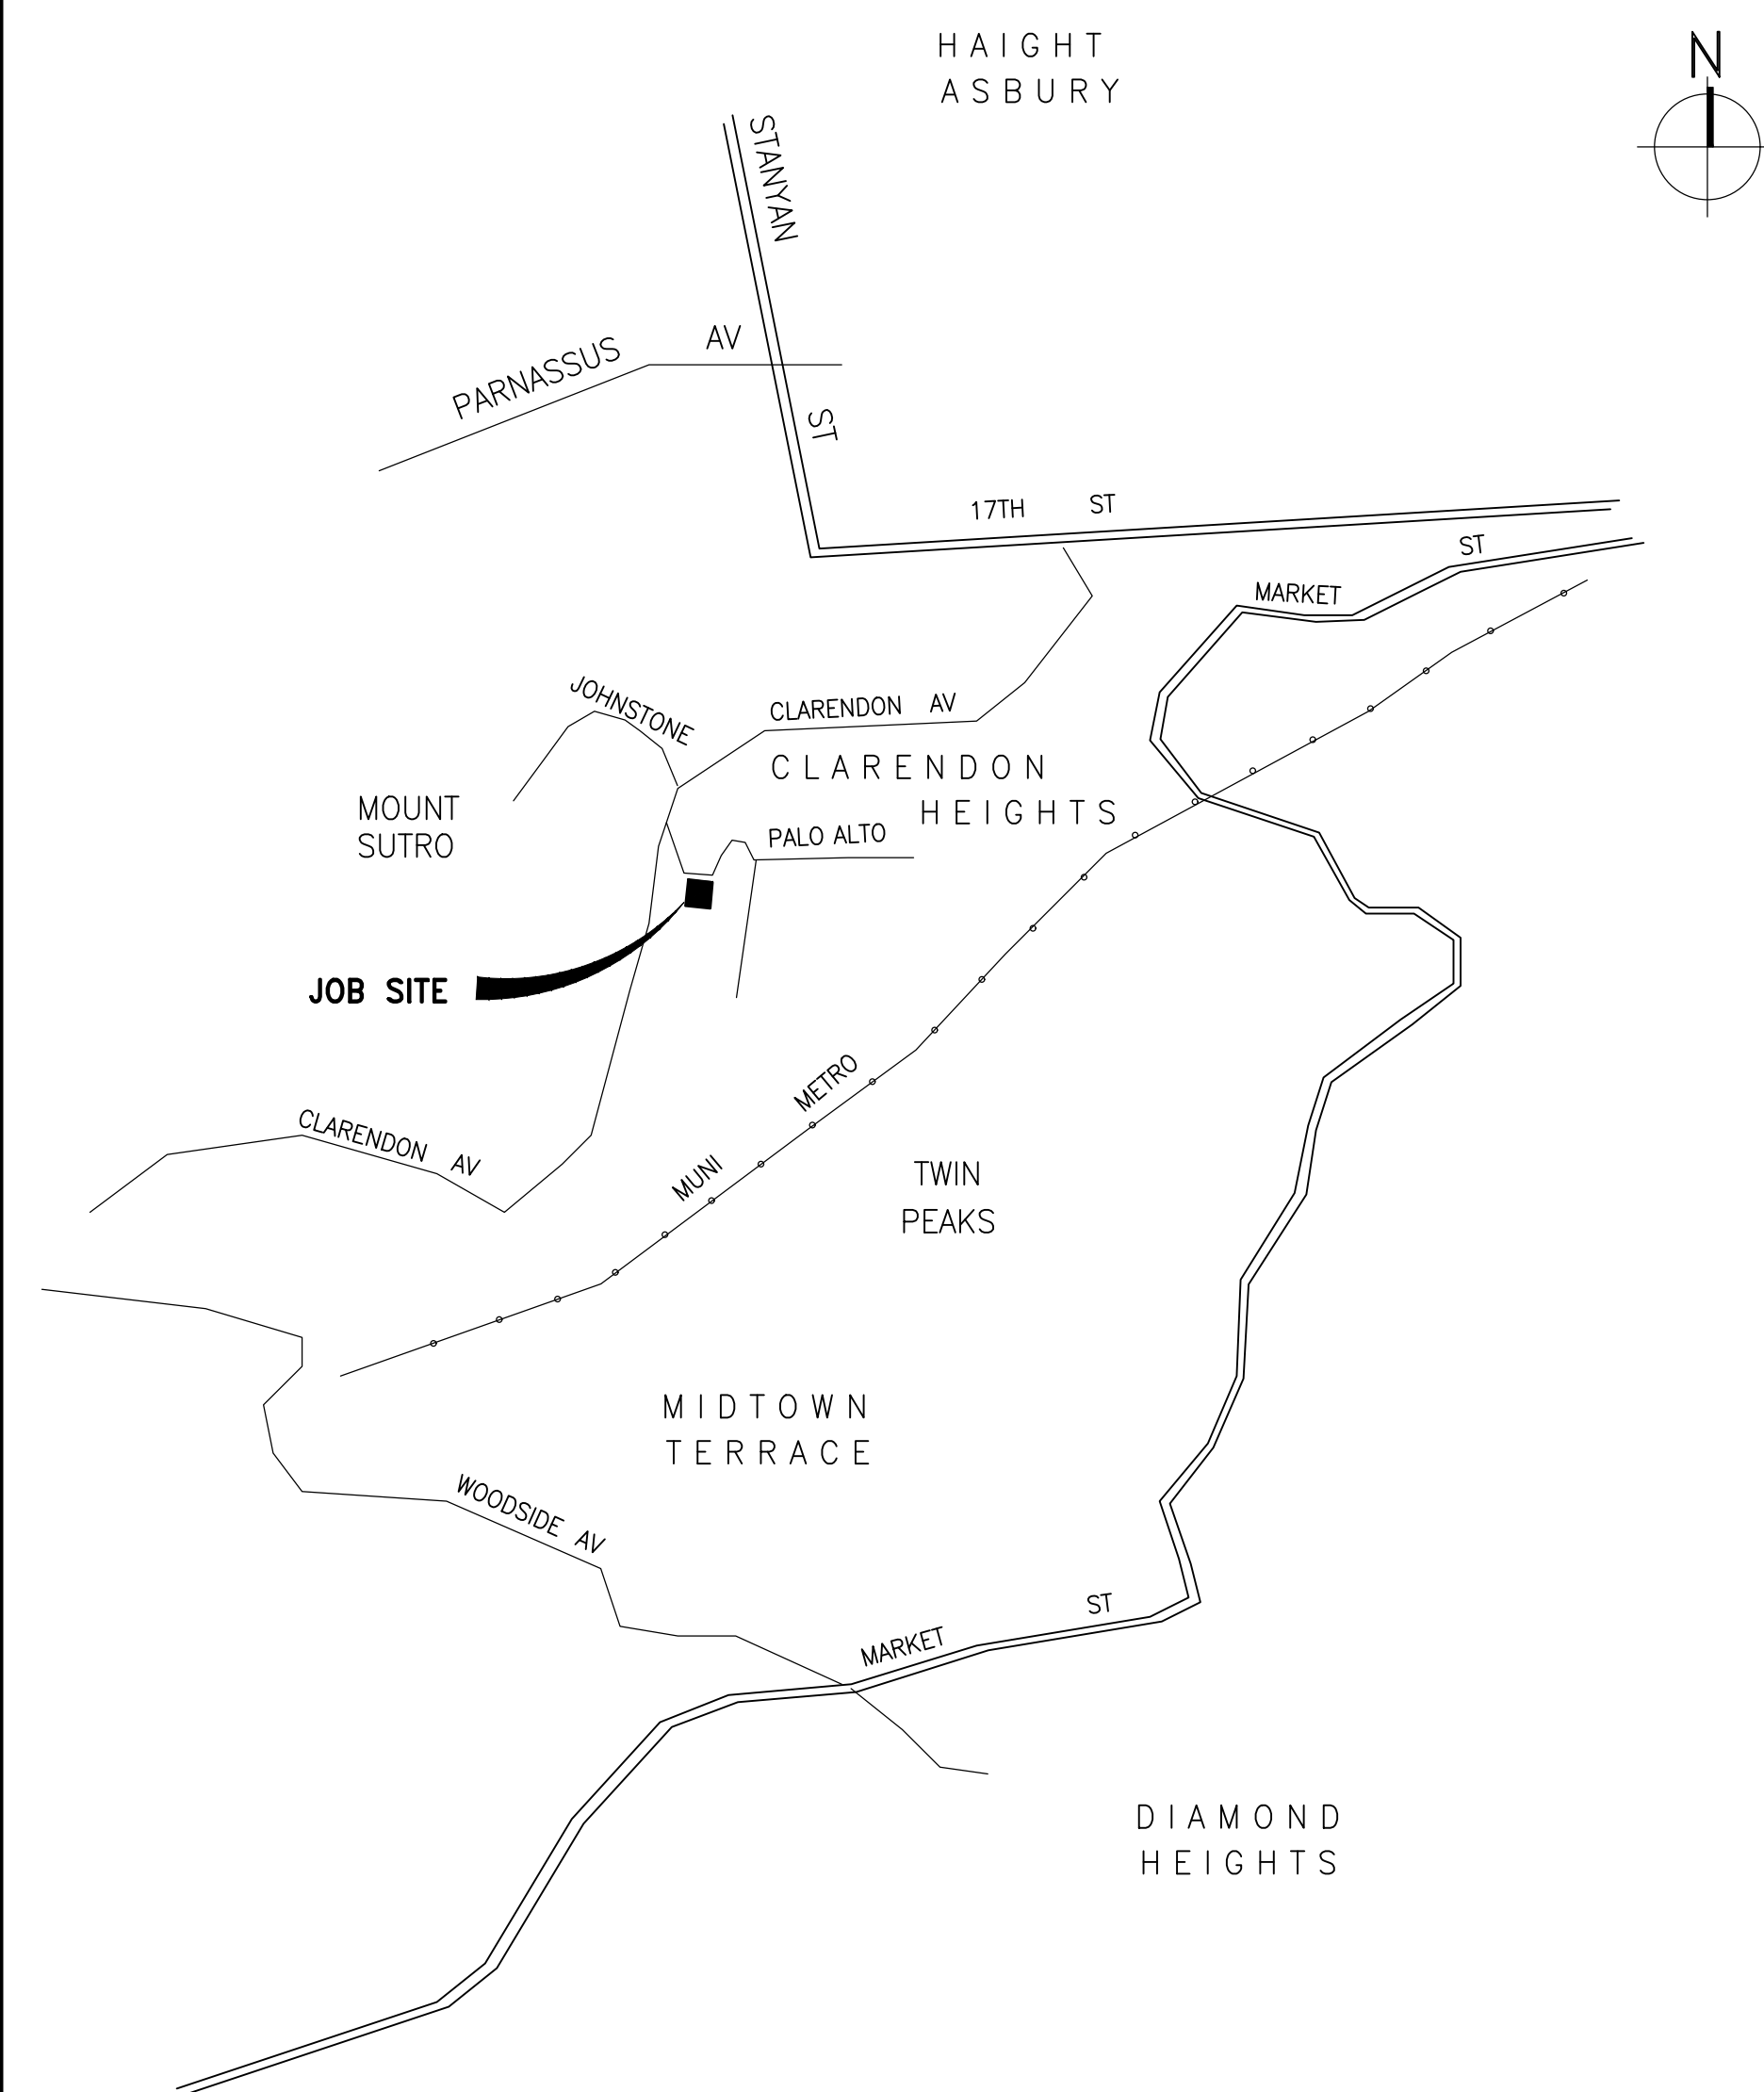 HAIGHT
ASBURY
N
STANYAN
ST
PARNASSUS AV
17TH ST
MARKET ST
JOHNSTONE
CLARENDON AV
CLARENDON
HEIGHTS
MOUNT
SUTRO
PALO ALTO
JOB SITE
METRO
MUNI
CLARENDON AV
TWIN
PEAKS
MIDTOWN
TERRACE
WOODSIDE AV
MARKET ST
DIAMOND
HEIGHTS